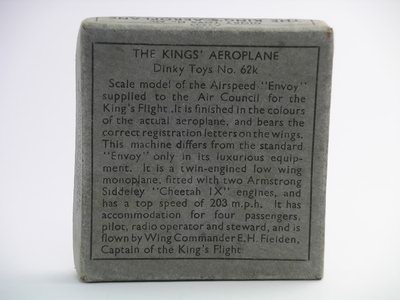 THE KINGS' AEROPLANE
Dinky Toys No. 62k
Scale model of the Airspeed "Envoy"
supplied to the Air Council for the
King's Flight. It is finished in the colours
of the actual aeroplane, and bears the
correct registration letters on the wings.
This machine differs from the standard
"Envoy" only in its luxurious equip-
ment. It is a twin-engined low wing
monoplane, fitted with two Armstrong
Siddeley "Cheetah IX" engines, and
has a top speed of 203 m.p.h. It has
accommodation for four passengers,
pilot, radio operator and steward, and is
flown by Wing Commander E. H. Fielden,
Captain of the King's Flight